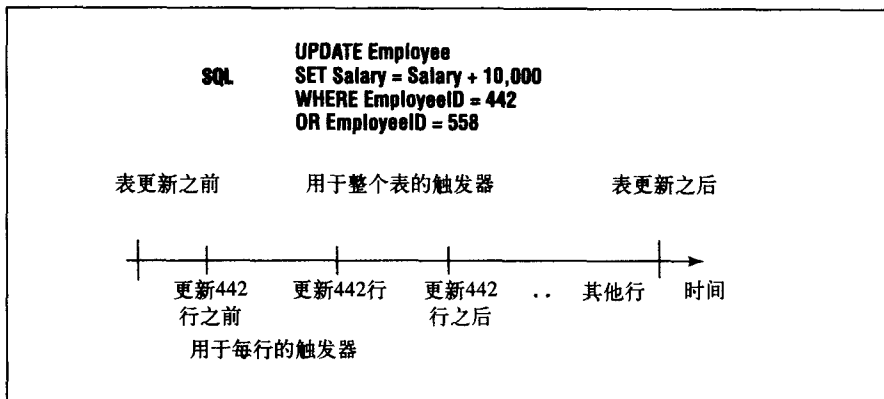 SQL
UPDATE Employee
SET Salary = Salary + 10,000
WHERE EmployeeID = 442
OR EmployeeID = 558
表更新之前 用于整个表的触发器 表更新之后
更新442 更新442行 更新442 .. 其他行 时间
行之前 行之后
用于每行的触发器